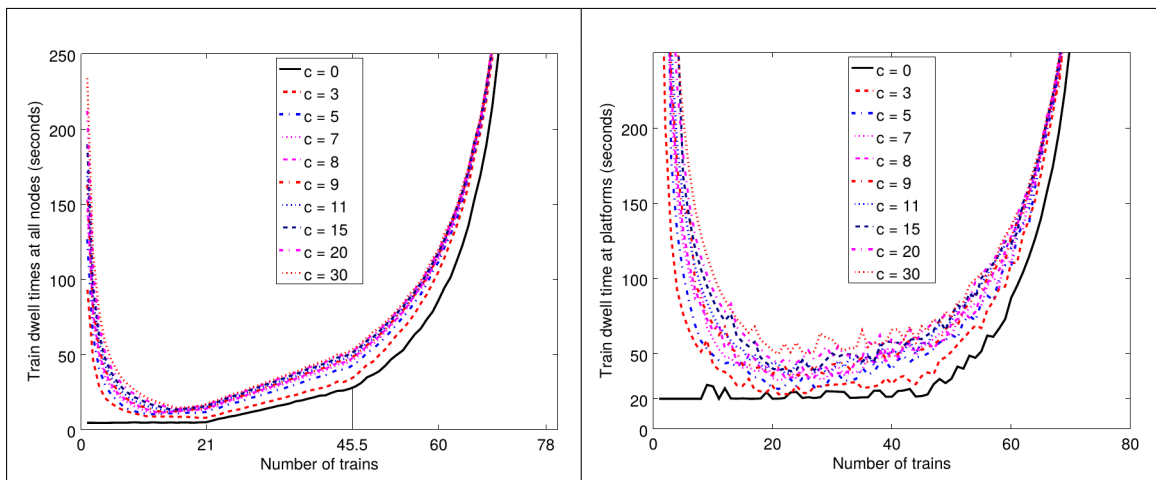 Train dwell times at all nodes (seconds)
250
200
150
100
50
0
0
21
45.5
60
78
Number of trains
c = 0
c = 3
c = 5
c = 7
c = 8
c = 9
c = 11
c = 15
c = 20
c = 30
Train dwell time at platforms (seconds)
200
150
100
50
20
0
0
20
40
60
80
Number of trains
c = 0
c = 3
c = 5
c = 7
c = 8
c = 9
c = 11
c = 15
c = 20
c = 30